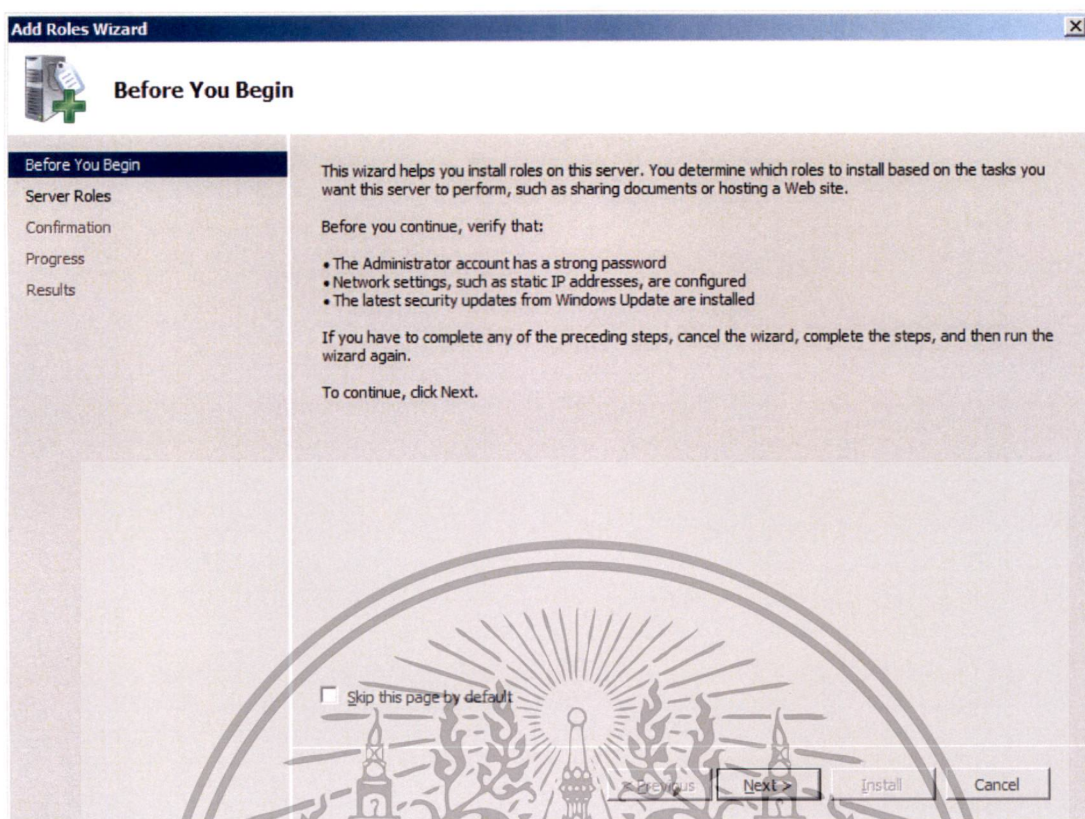 Add Roles Wizard
Before You Begin
Before You Begin
Server Roles
Confirmation
Progress
Results
This wizard helps you install roles on this server. You determine which roles to install based on the tasks you
want this server to perform, such as sharing documents or hosting a Web site.
Before you continue, verify that:
• The Administrator account has a strong password
• Network settings, such as static IP addresses, are configured
• The latest security updates from Windows Update are installed
If you have to complete any of the preceding steps, cancel the wizard, complete the steps, and then run the
wizard again.
To continue, click Next.
Skip this page by default
< Previous
Next >
Install
Cancel